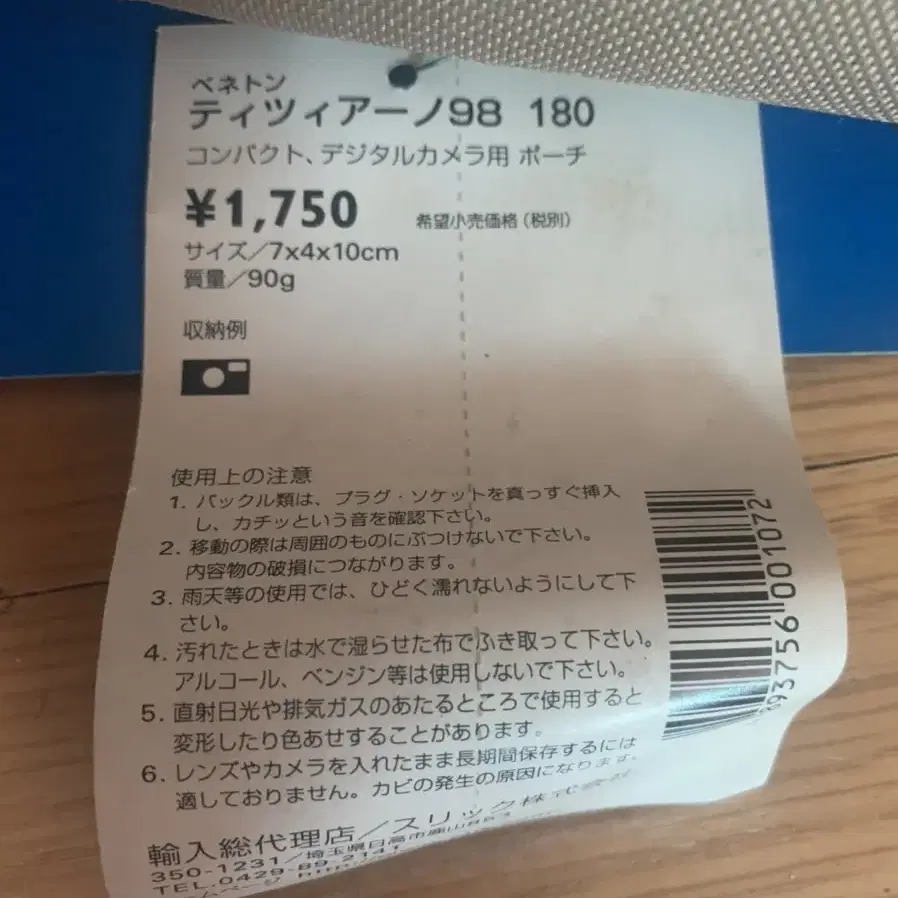 ベネトン
ティツィアーノ98 180
コンパクト、デジタルカメラ用 ポーチ
¥1,750 希望小売価格(税別)
サイズ/7x4x10cm
質量/90g
収納例
使用上の注意
1. バックル類は、プラグ・ソケットを真っすぐ挿入
し、カチッという音を確認下さい。
2. 移動の際は周囲のものにぶつけないで下さい。
内容物の破損につながります。
3. 雨天等の使用では、ひどく濡れないようにして下
さい。
4. 汚れたときは水で湿らせた布でふき取って下さい。
アルコール、ベンジン等は使用しないで下さい。
5. 直射日光や排気ガスのあたるところで使用すると
変形したり色あせすることがあります。
6. レンズやカメラを入れたまま長期間保存するには
適しておりません。カビの発生の原因になります。
輸入総代理店/スリック株式会社
350-1231/埼玉県日高市
TEL.0429-89-2141
893756001072